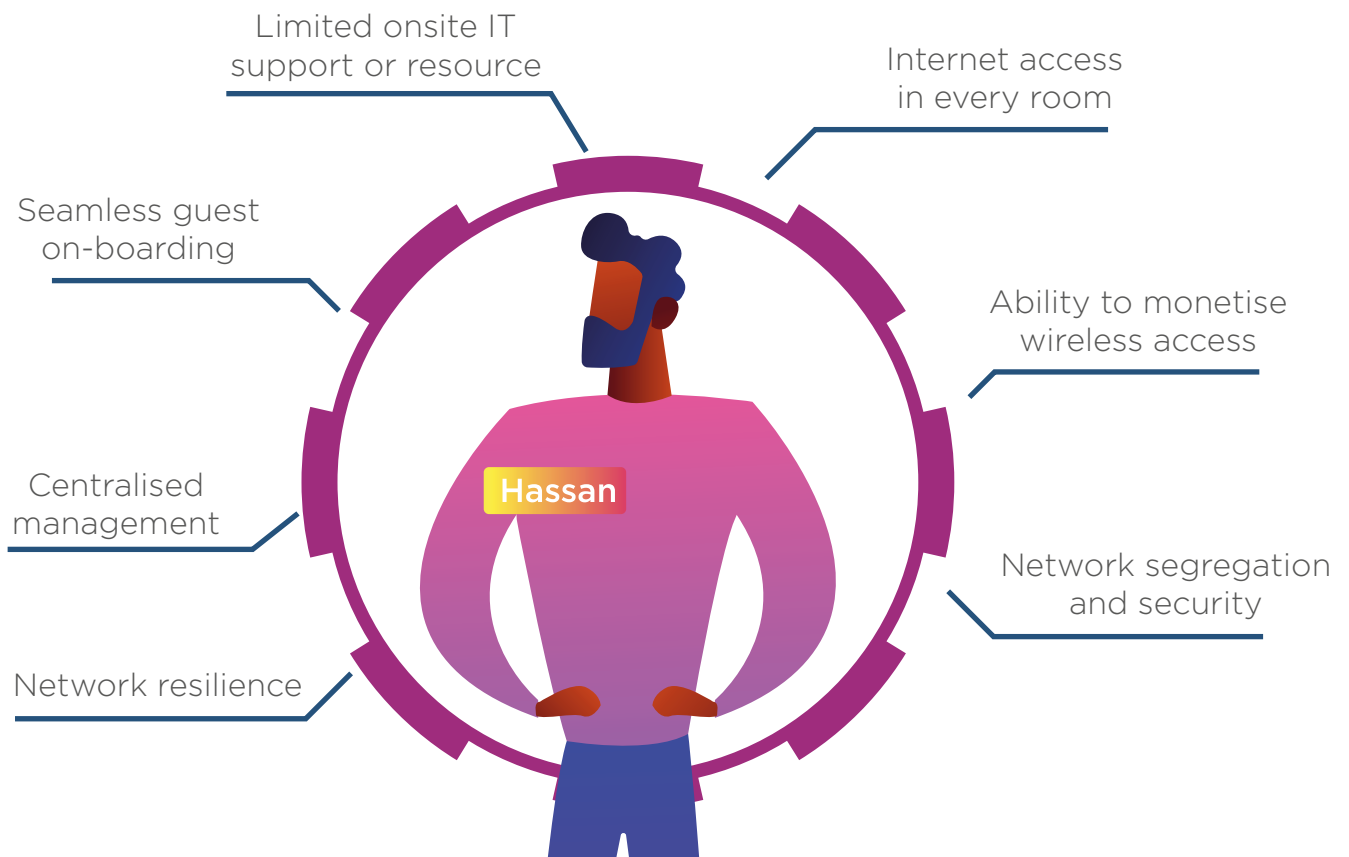 Limited onsite IT
support or resource
Internet access
in every room
Seamless guest
on-boarding
Ability to monetise
wireless access
Hassan
Centralised
management
Network segregation
and security
Network resilience